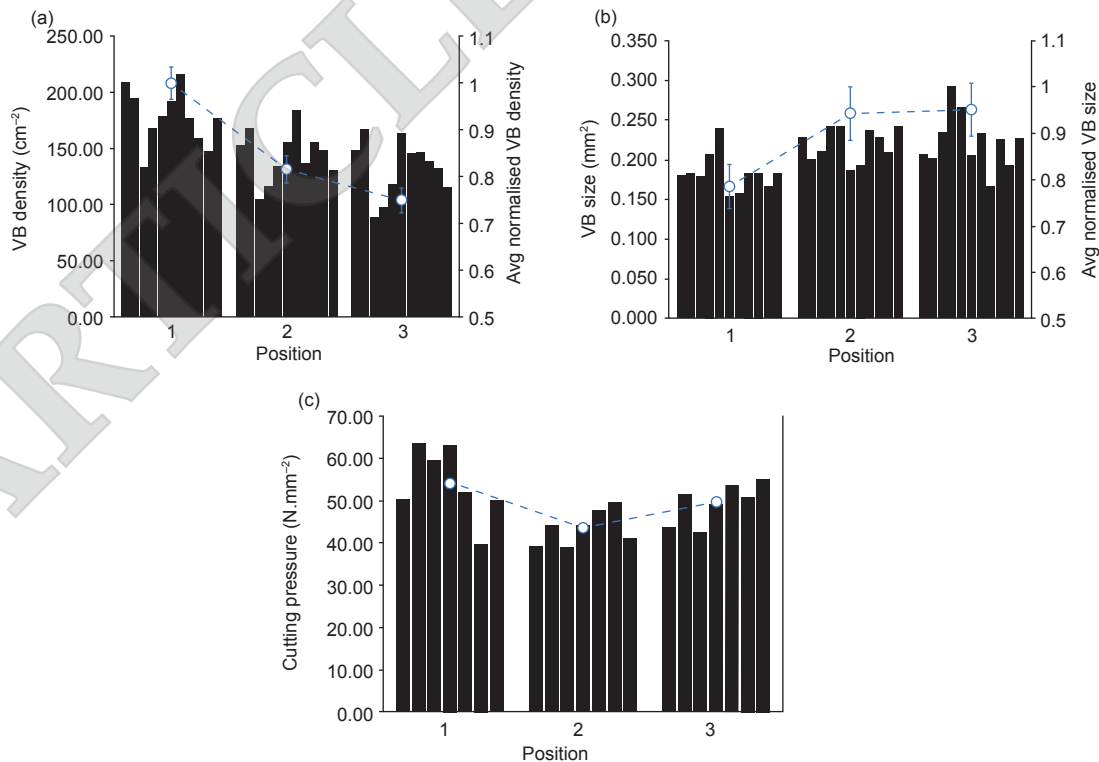 (a)
VB density (cm⁻²)
250.00
200.00
150.00
100.00
50.00
0.00
1.1
1
0.9
0.8
0.7
0.6
0.5
Avg normalised VB density
1 2 3
Position
(b)
VB size (mm²)
0.350
0.300
0.250
0.200
0.150
0.100
0.050
0.000
1.1
1
0.9
0.8
0.7
0.6
0.5
Avg normalised VB size
1 2 3
Position
(c)
Cutting pressure (N.mm⁻²)
70.00
60.00
50.00
40.00
30.00
20.00
10.00
0.00
1 2 3
Position
ARTICLE